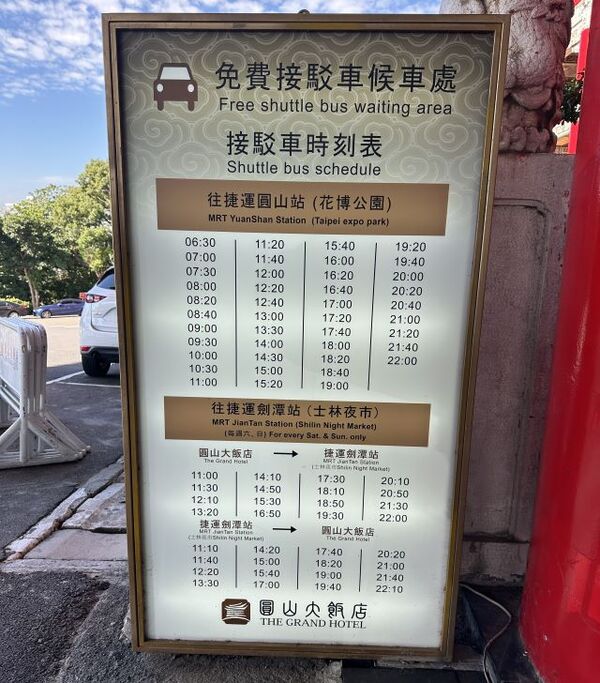 免費接駁車候車處
Free shuttle bus waiting area
接駁車時刻表
Shuttle bus schedule
往捷運圓山站 (花博公園)
MRT YuanShan Station (Taipei expo park)
06:30 11:20 15:40 19:20
07:00 11:40 16:00 19:40
07:30 12:00 16:20 20:00
08:00 12:20 16:40 20:20
08:20 12:40 17:00 20:40
08:40 13:00 17:20 21:00
09:00 13:30 17:40 21:20
09:30 14:00 18:00 21:40
10:00 14:30 18:20 22:00
10:30 15:00 18:40
11:00 15:20 19:00
往捷運劍潭站 (士林夜市)
MRT JianTan Station (Shilin Night Market)
(每週六、日) For every Sat. & Sun. only
圓山大飯店 → 捷運劍潭站
The Grand Hotel MRT JianTan Station
(士林夜市Shilin Night Market)
11:00 14:10 17:30 20:10
11:30 14:50 18:10 20:50
12:10 15:30 18:50 21:30
13:20 16:50 19:30 22:00
捷運劍潭站 → 圓山大飯店
MRT JianTan Station The Grand Hotel
(士林夜市Shilin Night Market)
11:10 14:20 17:40 20:20
11:40 15:00 18:20 21:00
12:20 15:40 19:00 21:40
13:30 17:00 19:40 22:10
圓山大飯店
THE GRAND HOTEL